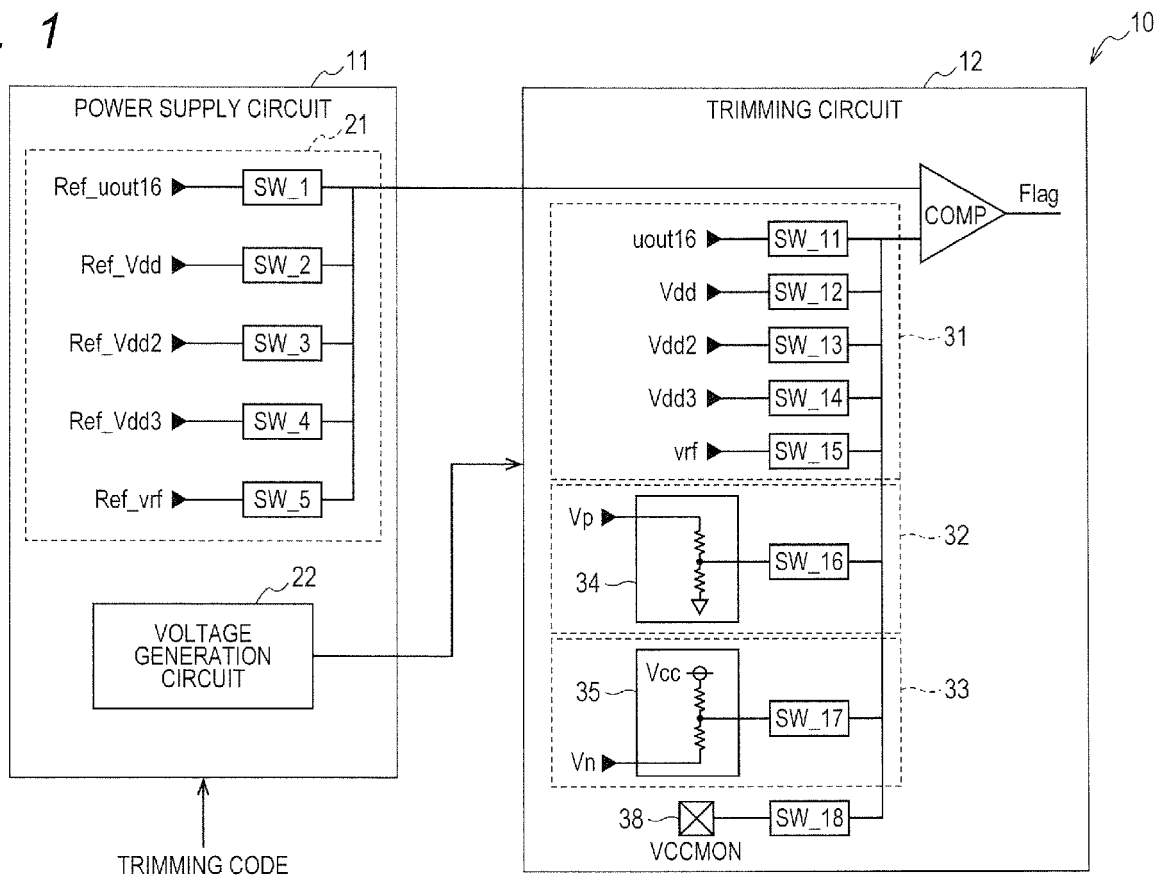 . 1
10
11
12
POWER SUPPLY CIRCUIT
TRIMMING CIRCUIT
21
Ref_uout16
SW_1
Ref_Vdd
SW_2
Ref_Vdd2
SW_3
Ref_Vdd3
SW_4
Ref_vrf
SW_5
22
VOLTAGE
GENERATION
CIRCUIT
TRIMMING CODE
COMP
Flag
uout16
SW_11
Vdd
SW_12
Vdd2
SW_13
31
Vdd3
SW_14
vrf
SW_15
Vp
34
SW_16
32
Vcc
35
SW_17
33
Vn
38
SW_18
VCCMON